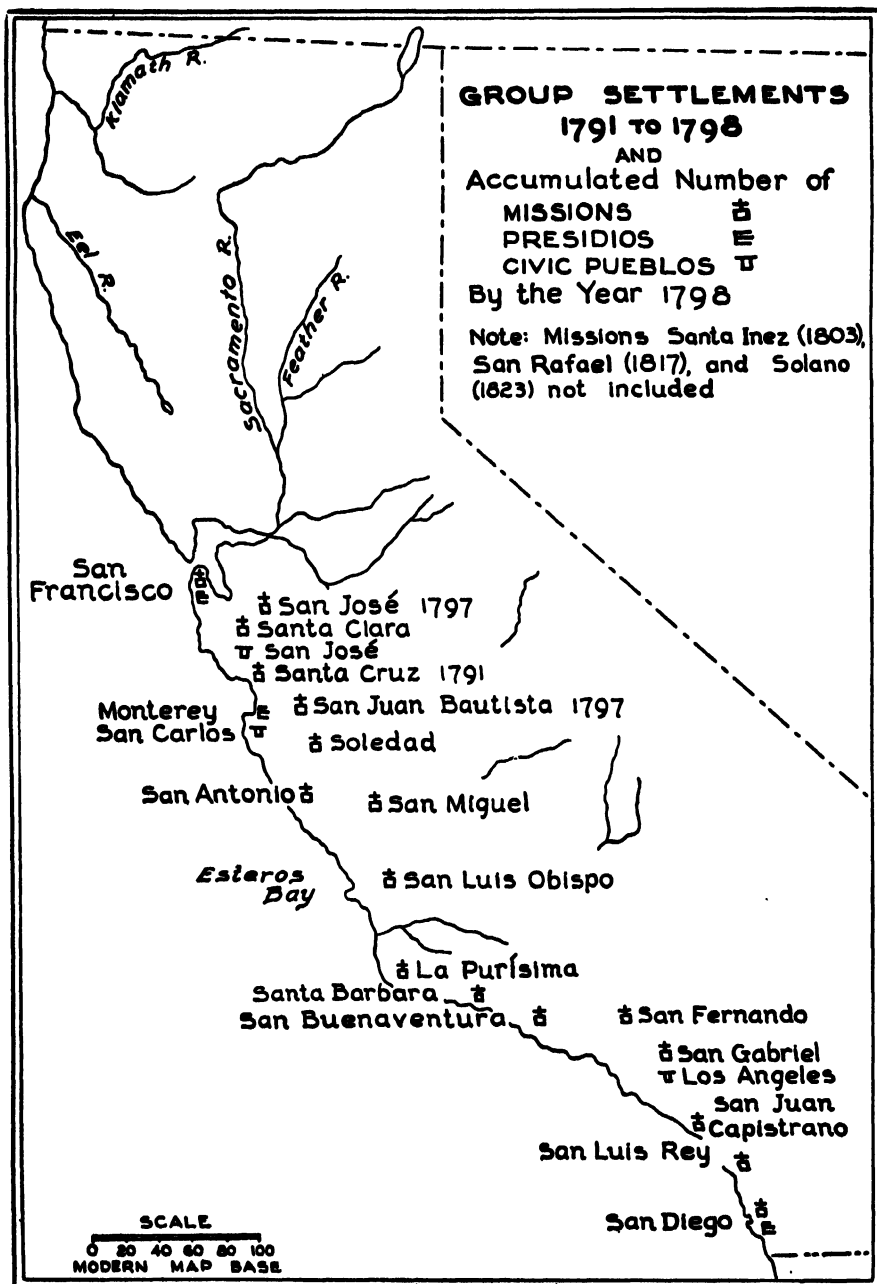 Klamath R.
GROUP SETTLEMENTS
1791 TO 1798
AND
Accumulated Number of
MISSIONS
PRESIDIOS
CIVIC PUEBLOS
By the Year 1798
Note: Missions Santa Inez (1803),
San Rafael (1817), and Solano
(1823) not included
Eel R.
Sacramento R.
Feather R.
San
Francisco
San José 1797
Santa Clara
San José
Santa Cruz 1791
Monterey
San Carlos
San Juan Bautista 1797
Soledad
San Antonio
San Miguel
Esteros
Bay
San Luis Obispo
La Purísima
Santa Barbara
San Buenaventura
San Fernando
San Gabriel
Los Angeles
San Juan
Capistrano
San Luis Rey
San Diego
SCALE
0 20 40 60 80 100
MODERN MAP BASE